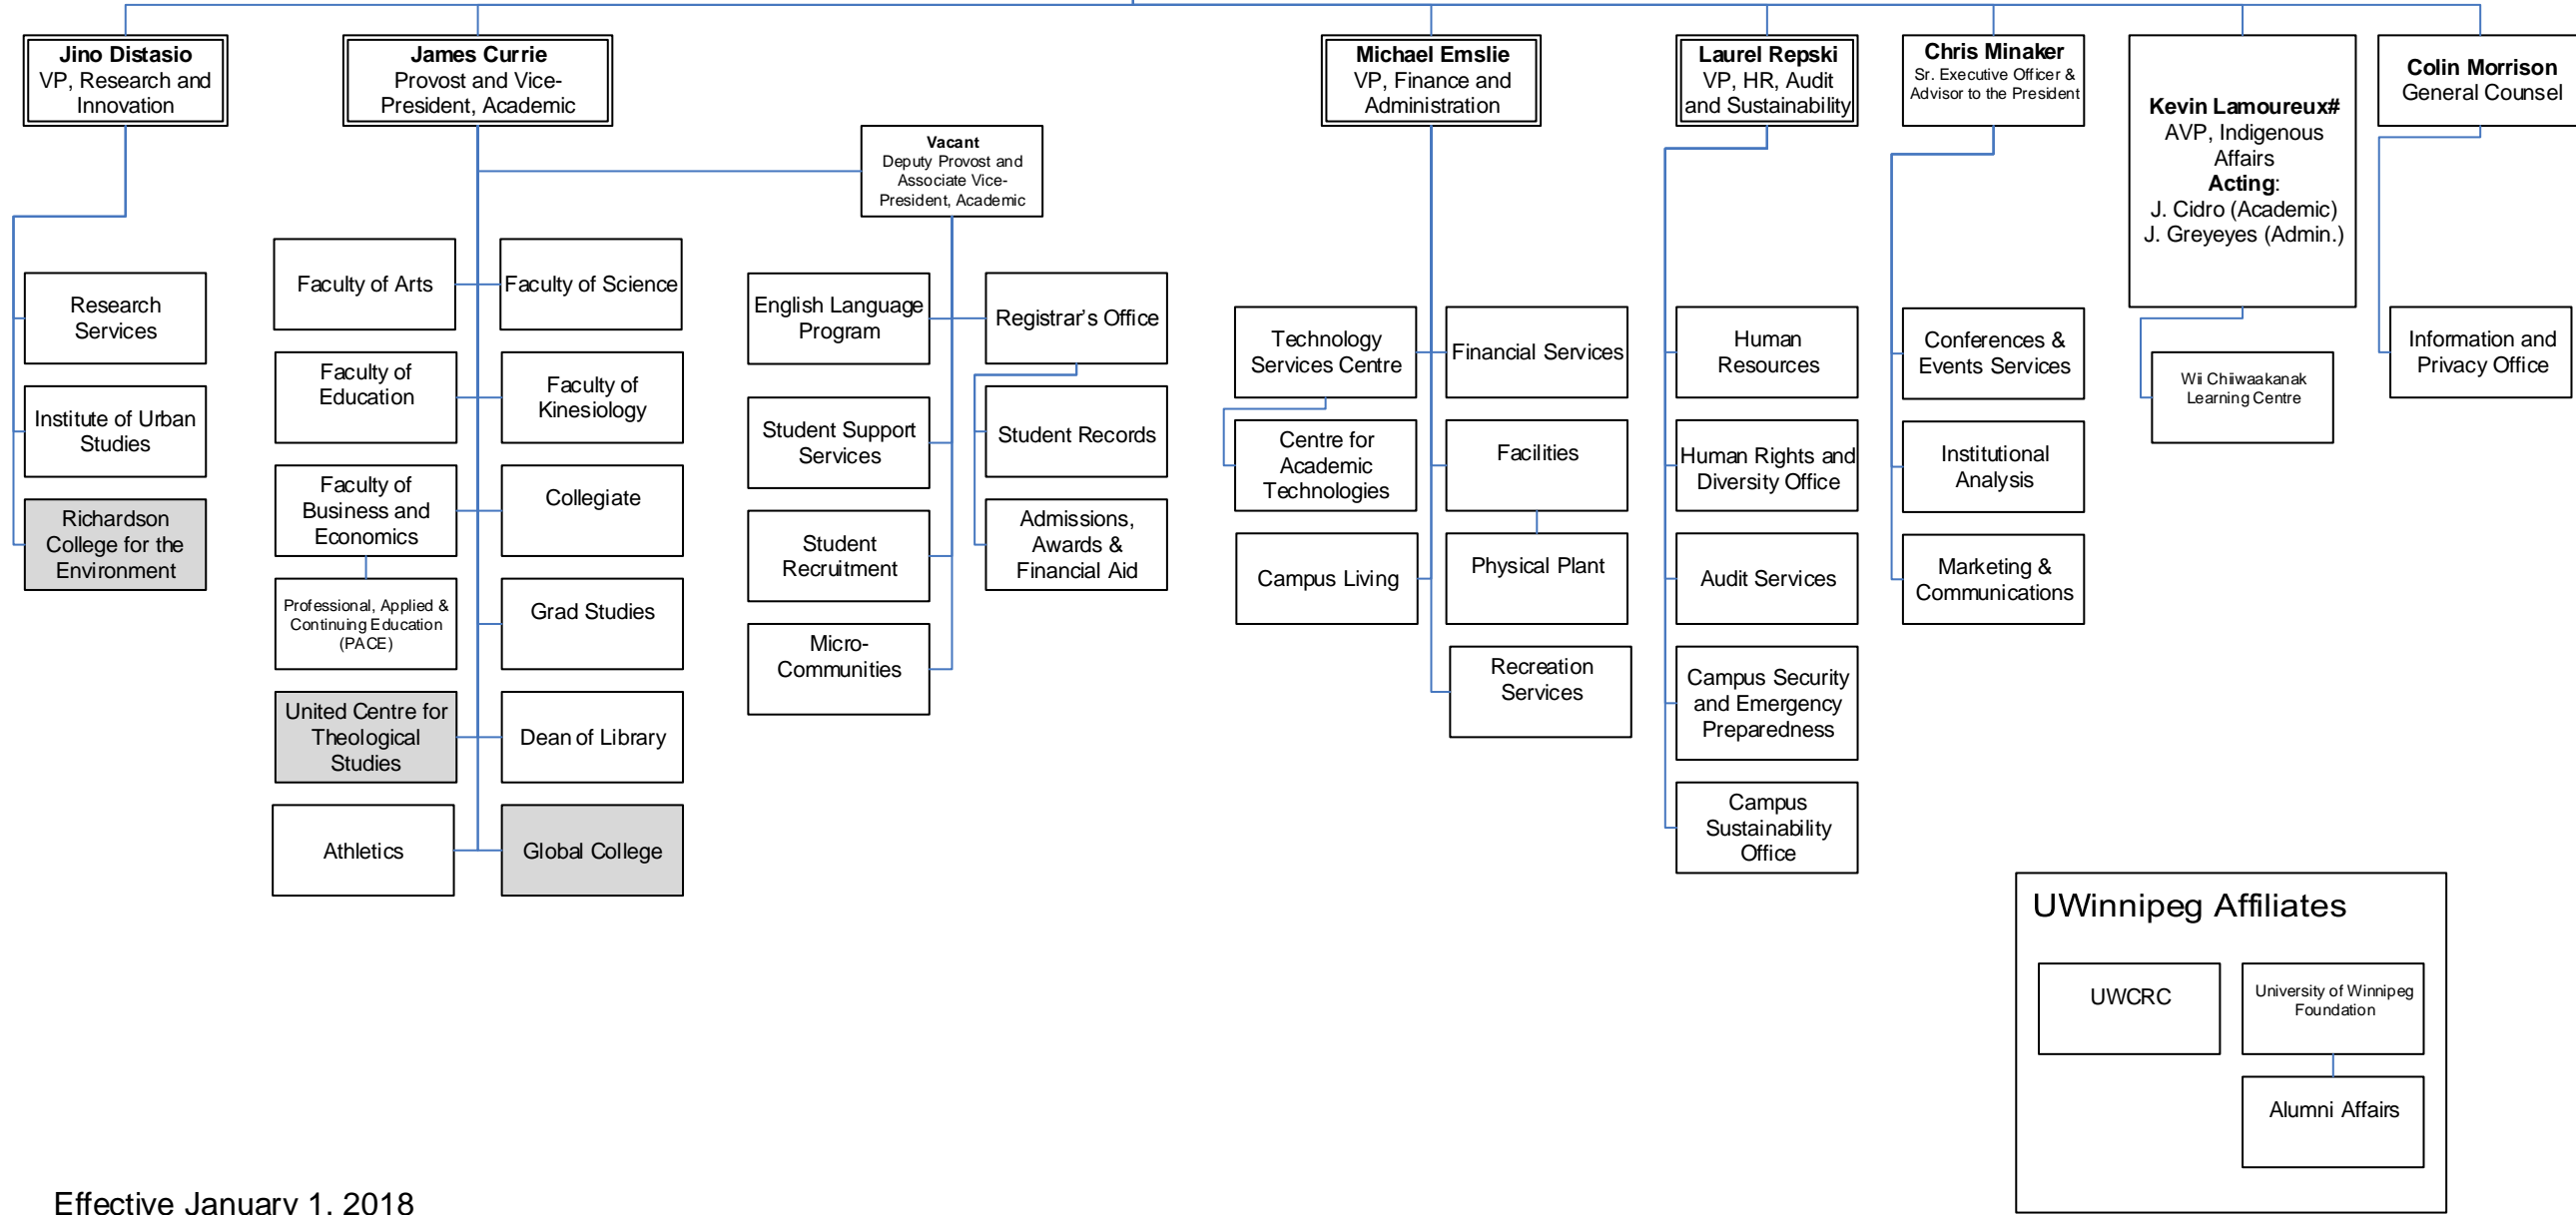 Jino Distasio
VP, Research and
Innovation
James Currie
Provost and Vice-
President, Academic
Michael Emslie
VP, Finance and
Administration
Laurel Repski
VP, HR, Audit
and Sustainability
Chris Minaker
Sr. Executive Officer &
Advisor to the President
Kevin Lamoureux#
AVP, Indigenous
Affairs
Acting:
J. Cidro (Academic)
J. Greyeyes (Admin.)
Colin Morrison
General Counsel
Vacant
Deputy Provost and
Associate Vice-
President, Academic
Research
Services
Institute of Urban
Studies
Richardson
College for the
Environment
Faculty of Arts
Faculty of Science
Faculty of
Education
Faculty of
Kinesiology
Faculty of
Business and
Economics
Collegiate
Professional, Applied &
Continuing Education
(PACE)
Grad Studies
United Centre for
Theological
Studies
Dean of Library
Athletics
Global College
English Language
Program
Registrar’s Office
Student Support
Services
Student Records
Student
Recruitment
Admissions,
Awards &
Financial Aid
Micro-
Communities
Technology
Services Centre
Financial Services
Centre for
Academic
Technologies
Facilities
Campus Living
Physical Plant
Recreation
Services
Human
Resources
Human Rights and
Diversity Office
Audit Services
Campus Security
and Emergency
Preparedness
Campus
Sustainability
Office
Conferences &
Events Services
Institutional
Analysis
Marketing &
Communications
Wii Chiiwaakanak
Learning Centre
Information and
Privacy Office
UWinnipeg Affiliates
UWCRC
University of Winnipeg
Foundation
Alumni Affairs
Effective January 1, 2018